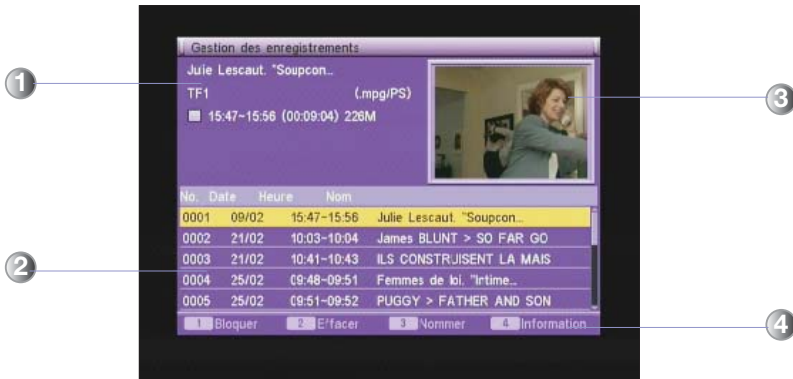 Gestion des enregistrements
Julie Lescaut. "Soupcon...
TF1 (.mpg/PS)
15:47-15:56 (00:09:04) 226M
No. Date Heure Nom
0001 09/02 15:47-15:56 Julie Lescaut. "Soupcon...
0002 21/02 10:03-10:04 James BLUNT > SO FAR GO
0003 21/02 10:41-10:43 ILS CONSTRUISENT LA MAIS
0004 25/02 09:48-09:51 Femmes de loi. "Intime...
0005 25/02 09:51-09:52 PUGGY > FATHER AND SON
1 Bloquer 2 Effacer 3 Nommer 4 Information
1
2
3
4